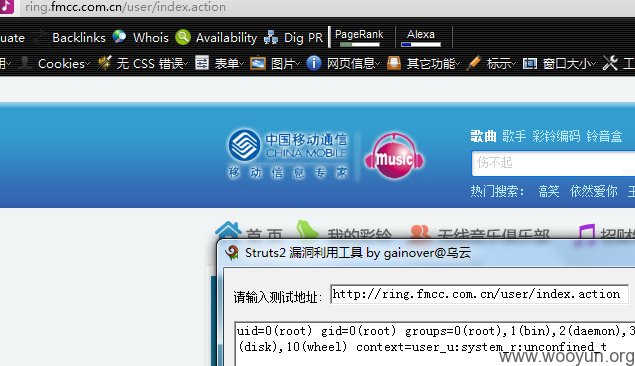 ring.fmcc.com.cn/user/index.action
uate Backlinks Whois Availability Dig PR PageRank Alexa
Cookies 无 CSS 错误 表单 图片 网页信息 其它功能 标示 窗口大小 工
中国移动通信
CHINA MOBILE
移动信息专家
Music
歌曲 歌手 彩铃编码 铃音盒
伤不起
热门搜索： 搞笑 依然爱你 王
首页 我的彩铃 无线音乐俱乐部 招财
Struts2 漏洞利用工具 by gainover@乌云
请输入测试地址: http://ring.fmcc.com.cn/user/index.action
uid=0(root) gid=0(root) groups=0(root),1(bin),2(daemon),3
(disk),10(wheel) context=user_u:system_r:unconfined_t
www.wooyun.org